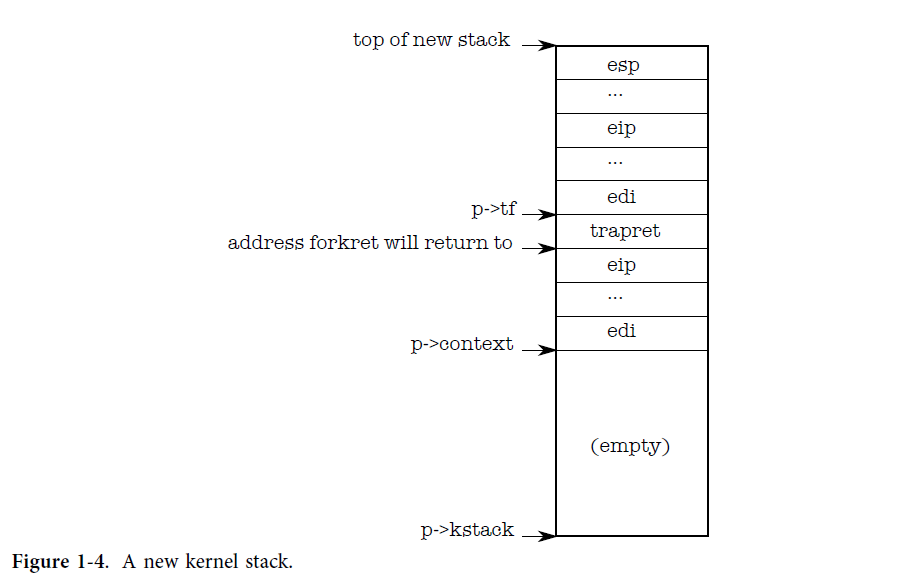 top of new stack
esp
...
eip
...
edi
p->tf
trapret
address forkret will return to
eip
...
edi
p->context
(empty)
p->kstack
Figure 1-4. A new kernel stack.